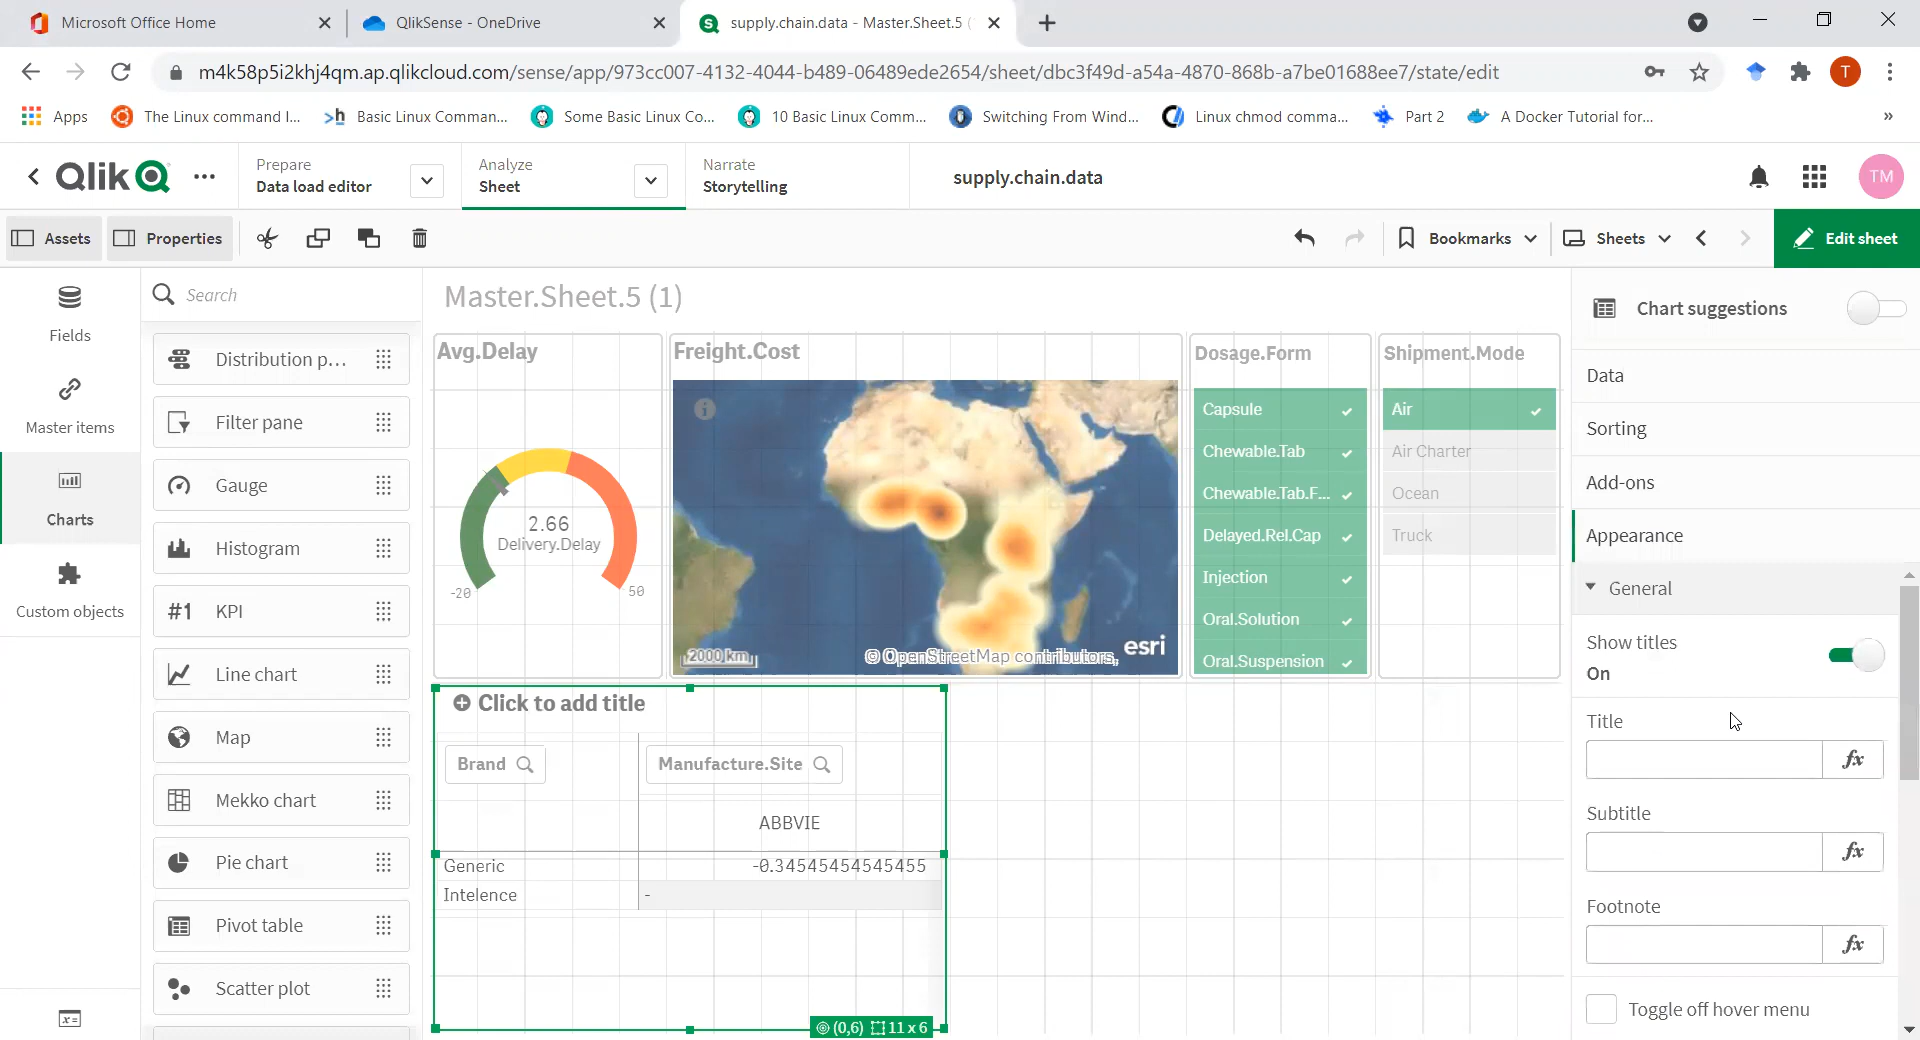 Microsoft Office Home
QlikSense - OneDrive
supply.chain.data - Master.Sheet.5 (
m4k58p5i2khj4qm.ap.qlikcloud.com/sense/app/973cc007-4132-4044-b489-06489ede2654/sheet/dbc3f49d-a54a-4870-868b-a7be01688ee7/state/edit
T
Apps
The Linux command l...
Basic Linux Comman...
Some Basic Linux Co...
10 Basic Linux Comm...
Switching From Wind...
Linux chmod comma...
Part 2
A Docker Tutorial for...
»
Qlik
Prepare
Data load editor
Analyze
Sheet
Narrate
Storytelling
supply.chain.data
TM
Assets
Properties
Bookmarks
Sheets
Edit sheet
Fields
Master items
Charts
Custom objects
Search
Distribution p...
Filter pane
Gauge
Histogram
#1 KPI
Line chart
Map
Mekko chart
Pie chart
Pivot table
Scatter plot
Master.Sheet.5 (1)
Avg.Delay
2.66
Delivery.Delay
-20
50
Freight.Cost
2000 km
© OpenStreetMap contributors,
esri
Dosage.Form
Capsule
Chewable.Tab
Chewable.Tab.F...
Delayed.Rel.Cap
Injection
Oral.Solution
Oral.Suspension
Shipment.Mode
Air
Air Charter
Ocean
Truck
Click to add title
Brand
Manufacture.Site
ABBVIE
Generic
-0.34545454545455
Intelence
-
(0,6) 11 x 6
Chart suggestions
Data
Sorting
Add-ons
Appearance
General
Show titles
On
Title
fx
Subtitle
fx
Footnote
fx
Toggle off hover menu